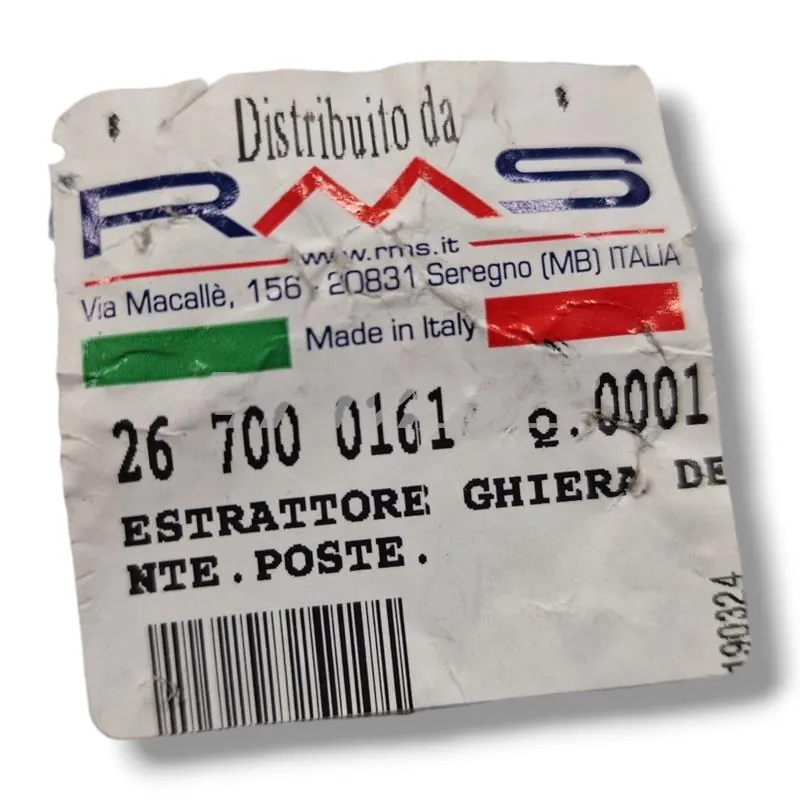 Distribuito da
RMS
www.rms.it
Via Macallè, 156 - 20831 Seregno (MB) ITALIA
Made in Italy
26 700 0161 Q.0001
ESTRATTORE GHIERA DE
NTE.POSTE.
190324